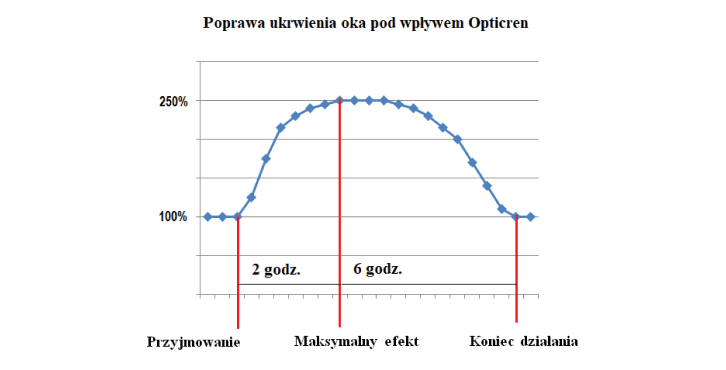 Poprawa ukrwienia oka pod wpływem Opticren
250%
100%
2 godz.
6 godz.
Przyjmowanie
Maksymalny efekt
Koniec działania